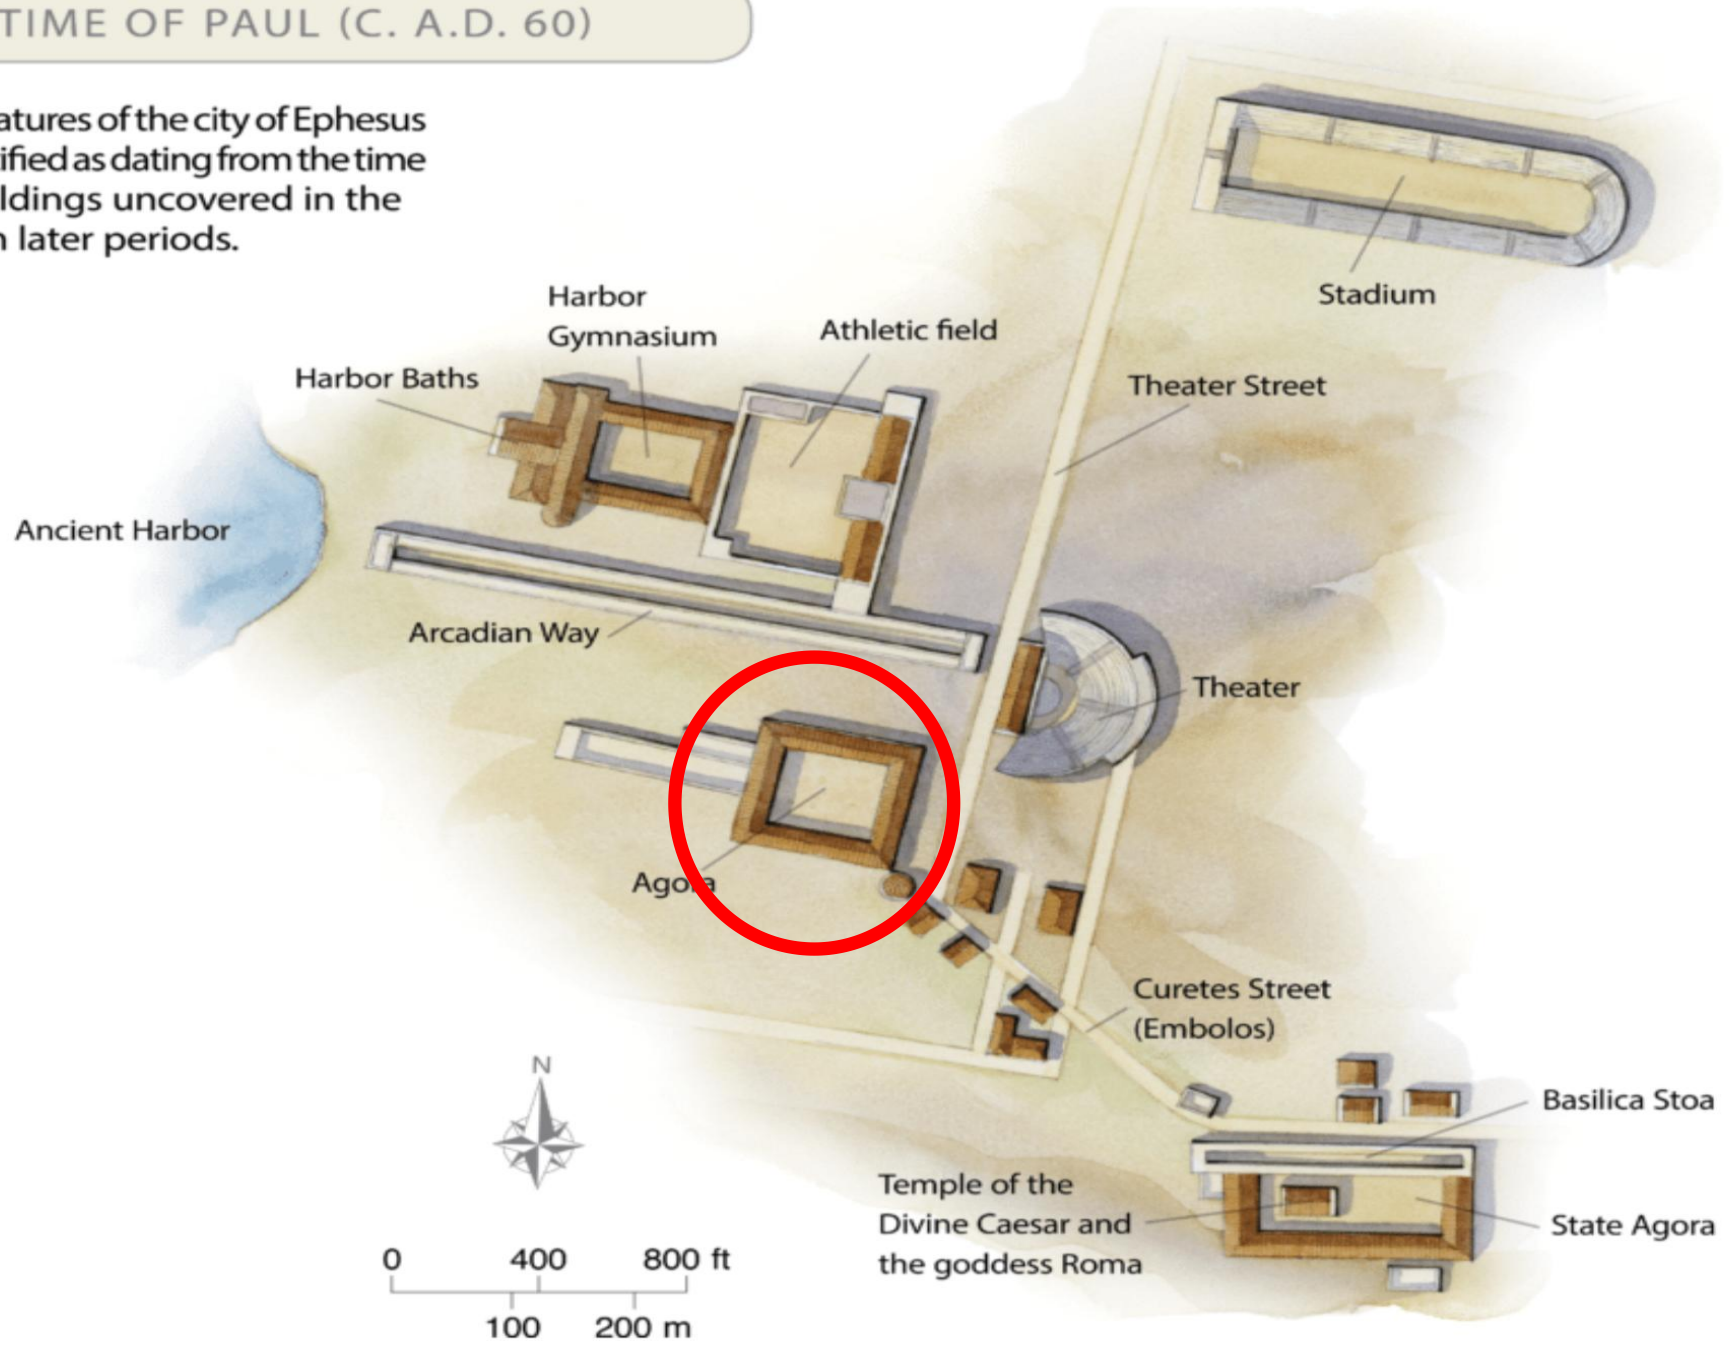 TIME OF PAUL (C. A.D. 60)
atures of the city of Ephesus
ified as dating from the time
ldings uncovered in the
n later periods.
Stadium
Harbor
Gymnasium
Athletic field
Harbor Baths
Theater Street
Ancient Harbor
Arcadian Way
Theater
Agora
Curetes Street
(Embolos)
N
Basilica Stoa
Temple of the
Divine Caesar and
the goddess Roma
State Agora
0 400 800 ft
100 200 m